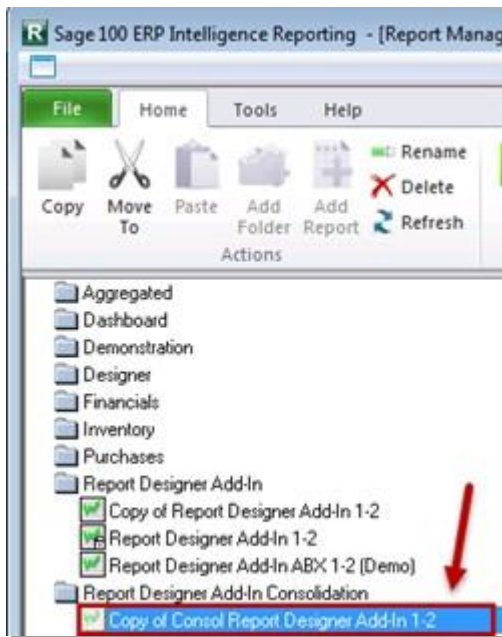 R Sage 100 ERP Intelligence Reporting - [Report Manag
File Home Tools Help
Copy
Move To
Paste
Add Folder
Add Report
Rename
Delete
Refresh
Actions
Aggregated
Dashboard
Demonstration
Designer
Financials
Inventory
Purchases
Report Designer Add-In
Copy of Report Designer Add-In 1-2
Report Designer Add-In 1-2
Report Designer Add-In ABX 1-2 (Demo)
Report Designer Add-In Consolidation
Copy of Consol Report Designer Add-In 1-2